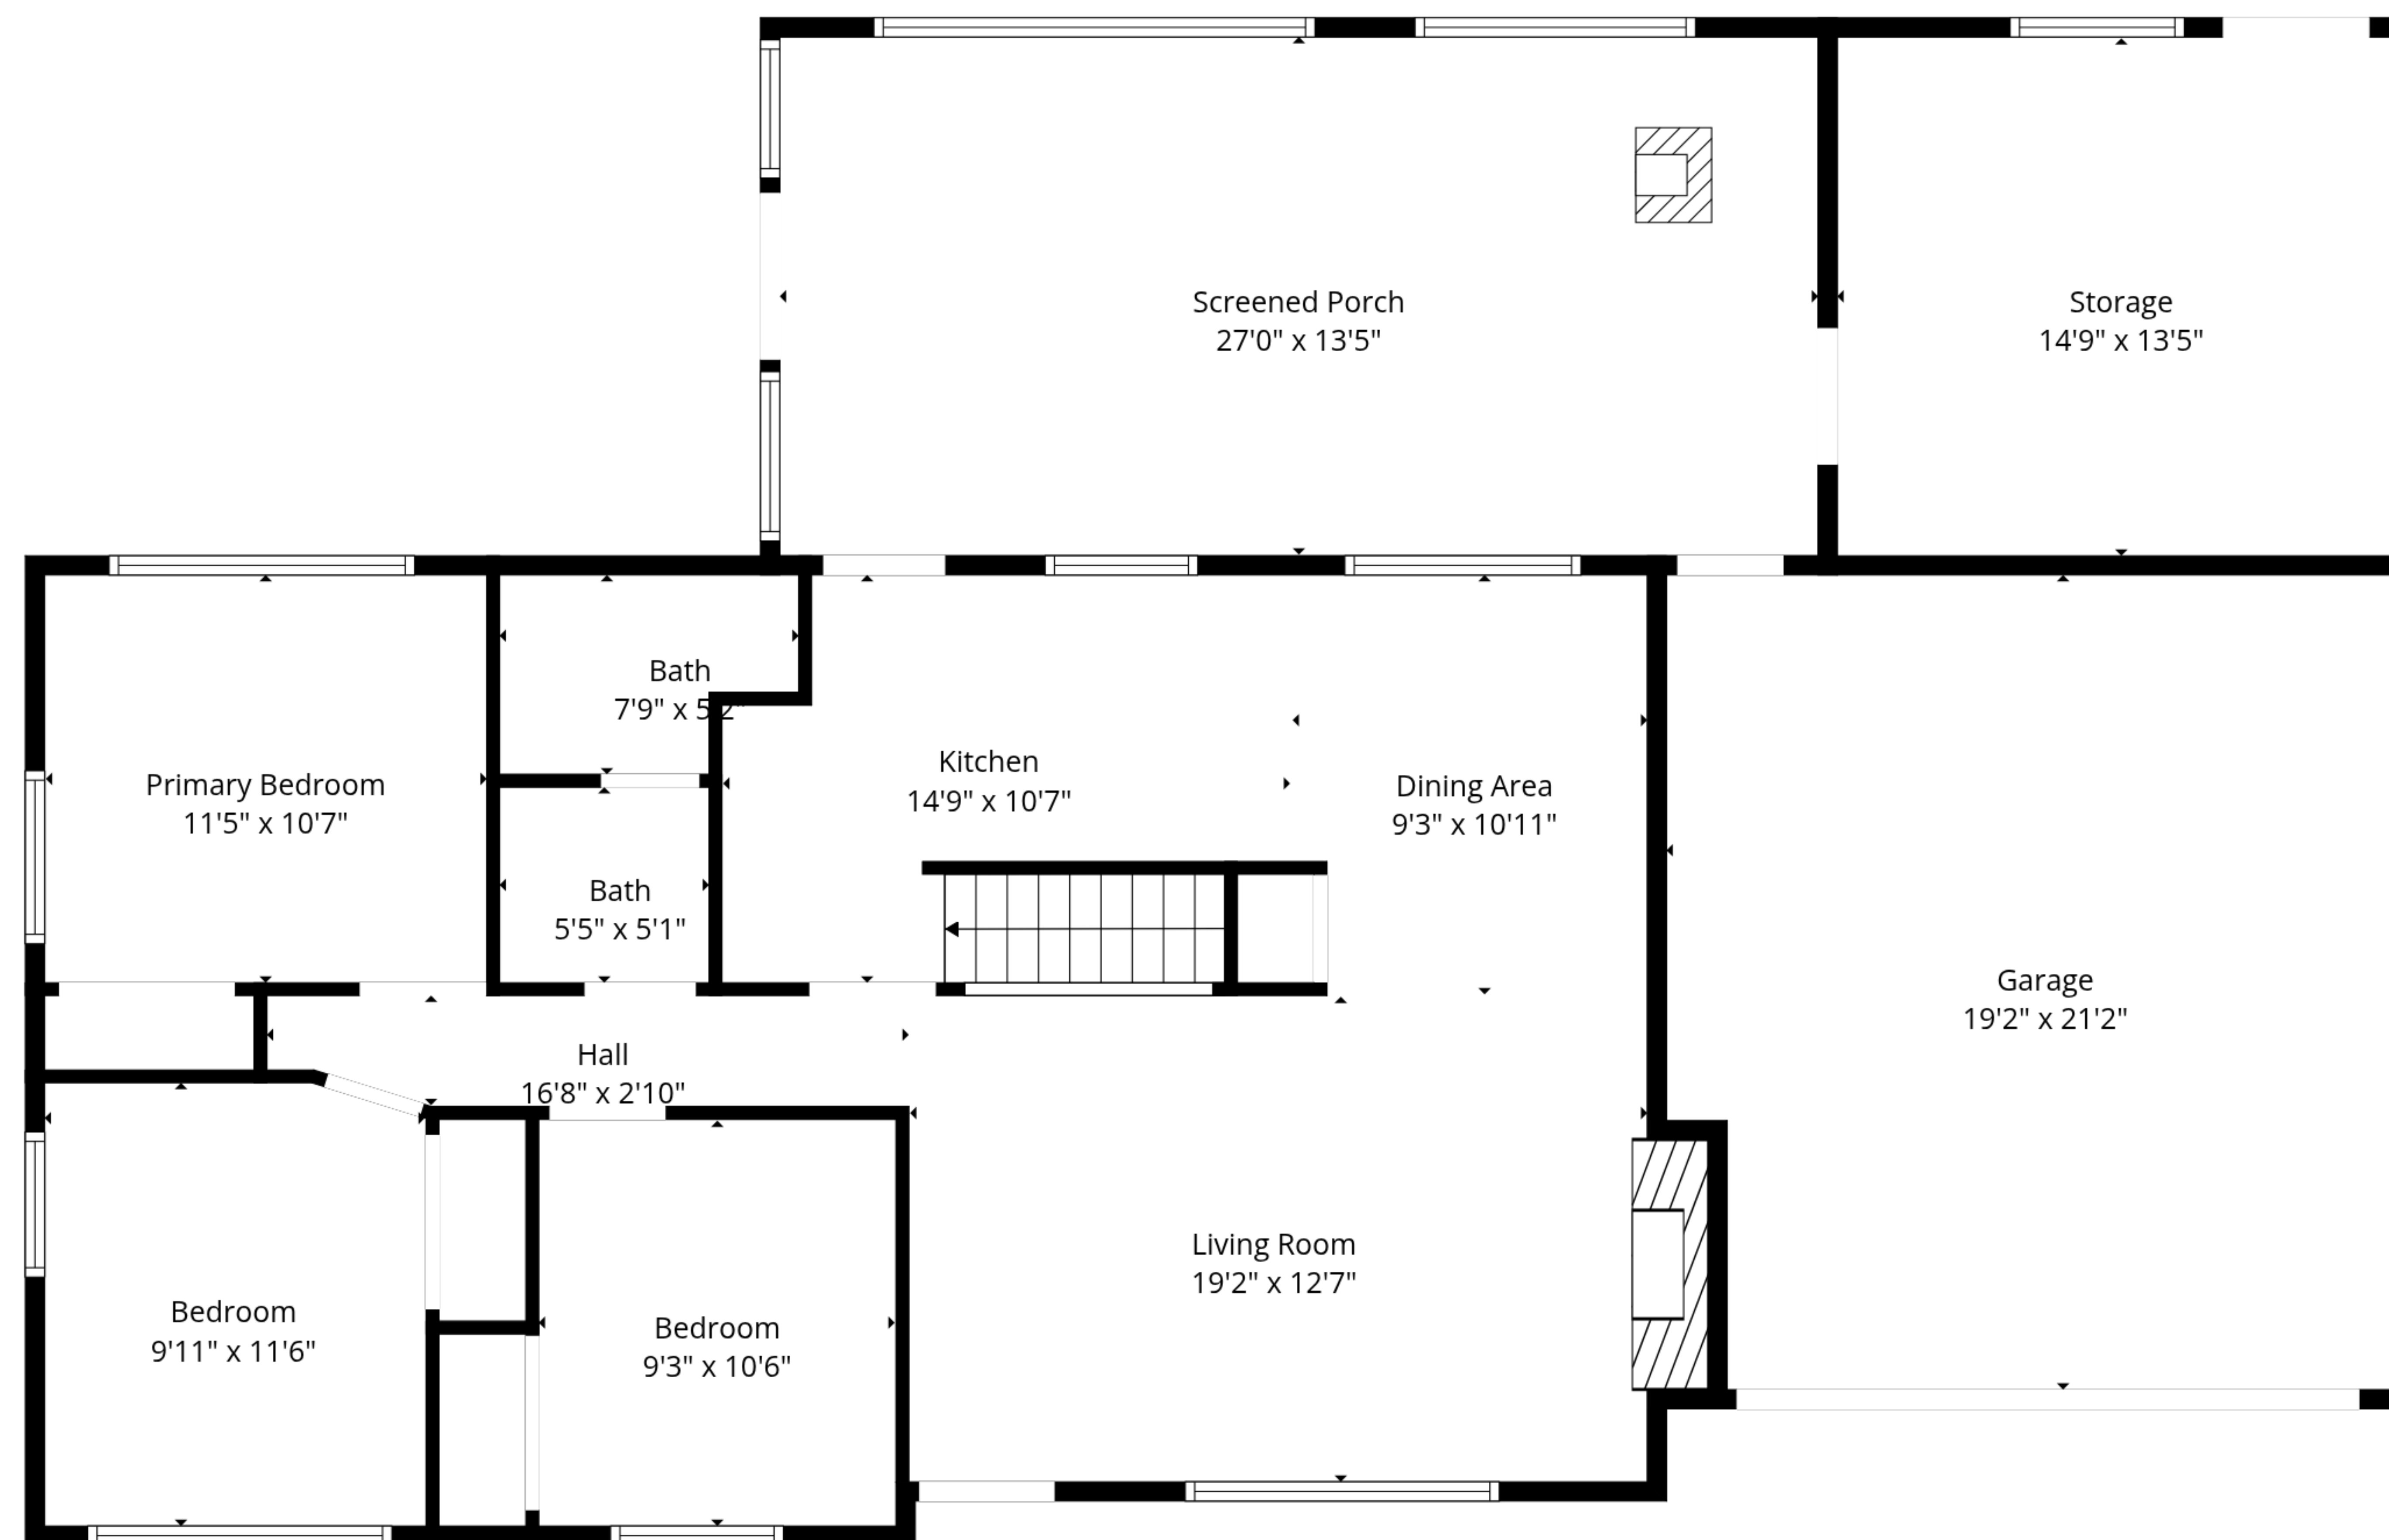 Screened Porch
27'0" x 13'5"
Storage
14'9" x 13'5"
Bath
7'9" x 5'2"
Kitchen
14'9" x 10'7"
Primary Bedroom
11'5" x 10'7"
Dining Area
9'3" x 10'11"
Bath
5'5" x 5'1"
Garage
19'2" x 21'2"
Hall
16'8" x 2'10"
Living Room
19'2" x 12'7"
Bedroom
9'11" x 11'6"
Bedroom
9'3" x 10'6"